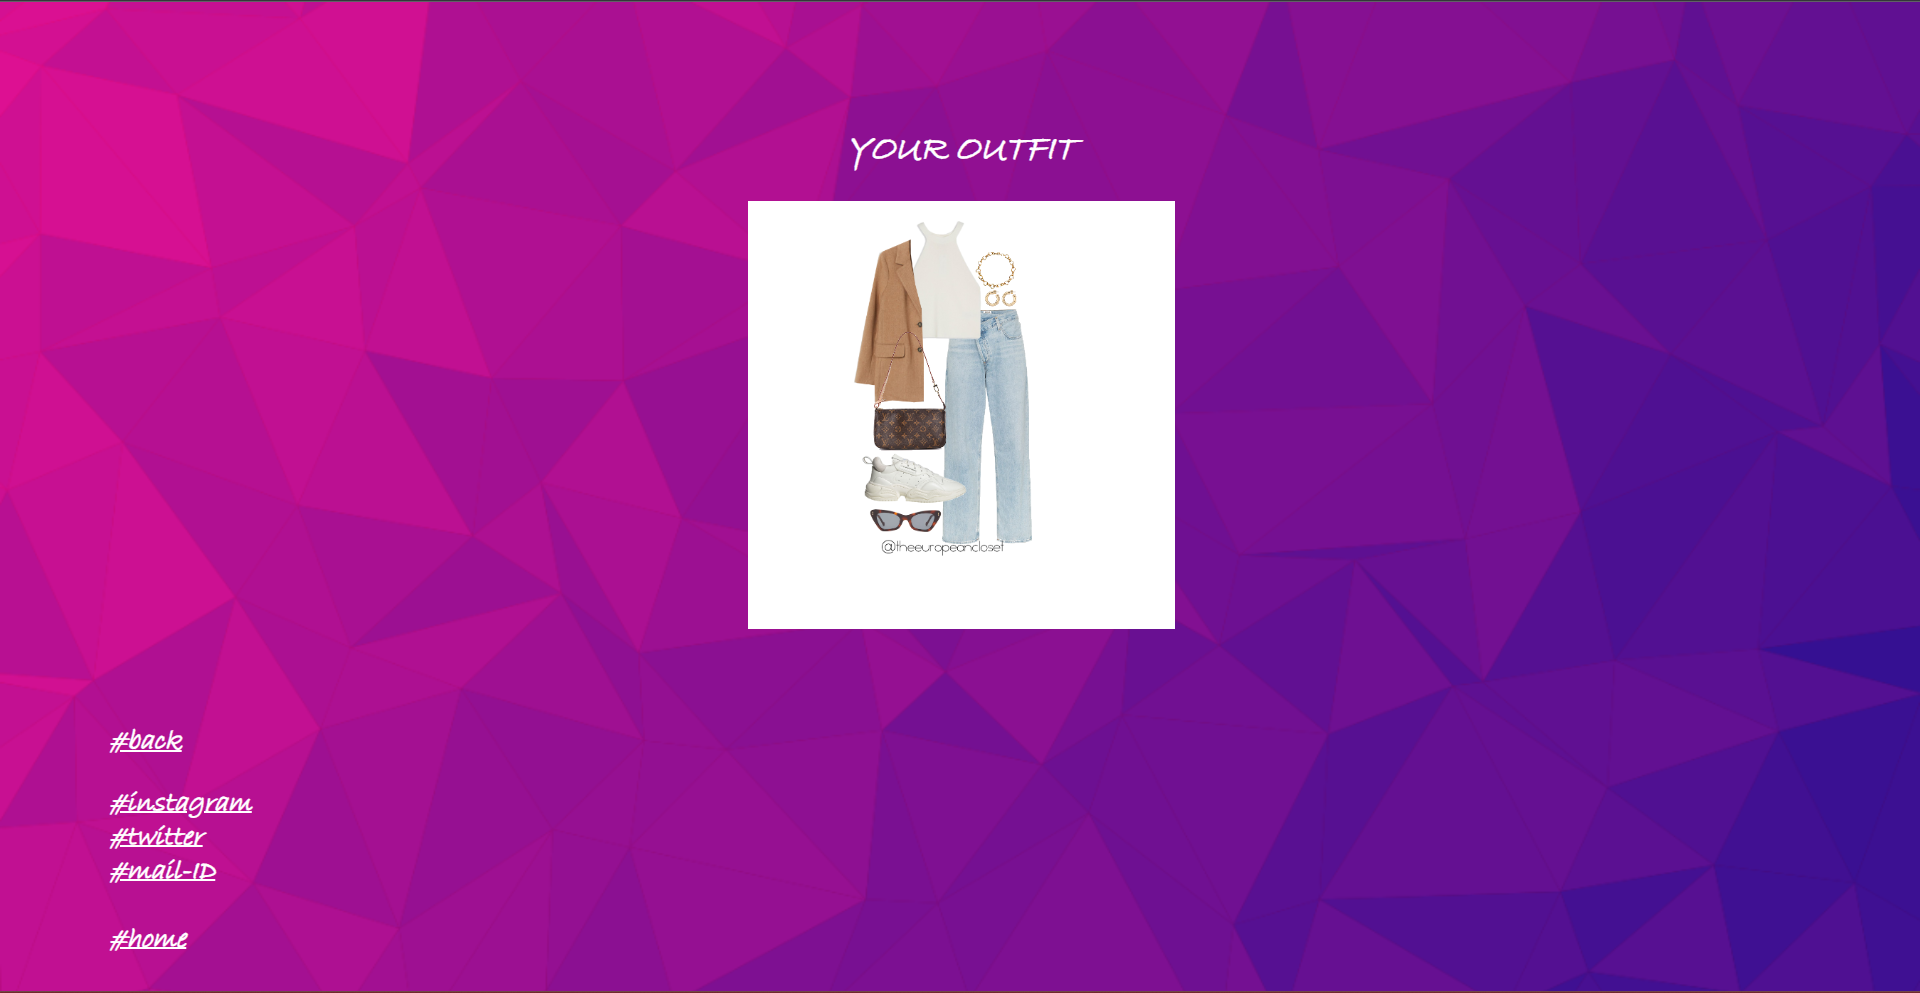 YOUR OUTFIT
@theeuropeancloset
#back
#instagram
#twitter
#mail-ID
#home